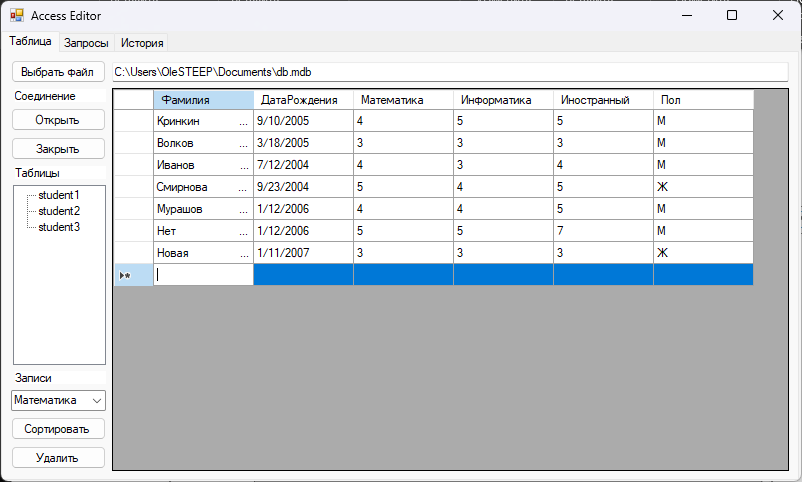 Access Editor
Таблица Запросы История
Выбрать файл C:\Users\OleSTEEP\Documents\db.mdb
Соединение
Открыть
Закрыть
Таблицы
student1
student2
student3
Записи
Математика
Сортировать
Удалить
Фамилия ДатаРождения Математика Информатика Иностранный Пол
Кринкин ... 9/10/2005 4 5 5 М
Волков ... 3/18/2005 3 3 3 М
Иванов ... 7/12/2004 4 3 4 М
Смирнова ... 9/23/2004 5 4 5 Ж
Мурашов ... 1/12/2006 4 4 5 М
Нет ... 1/12/2006 5 5 7 М
Новая ... 1/11/2007 3 3 3 Ж